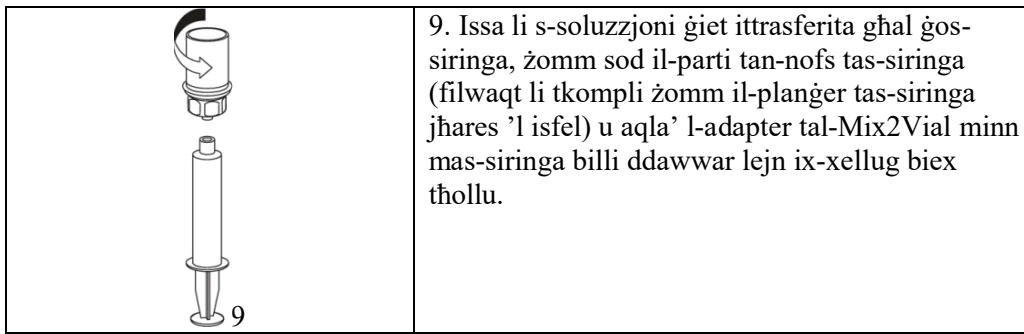 9
9. Issa li s-soluzzjoni ġiet ittrasferita għal ġos-
siringa, żomm sod il-parti tan-nofs tas-siringa
(filwaqt li tkompli żomm il-planġer tas-siringa
jħares ’l isfel) u aqla’ l-adapter tal-Mix2Vial minn
mas-siringa billi ddawwar lejn ix-xellug biex
tħollu.